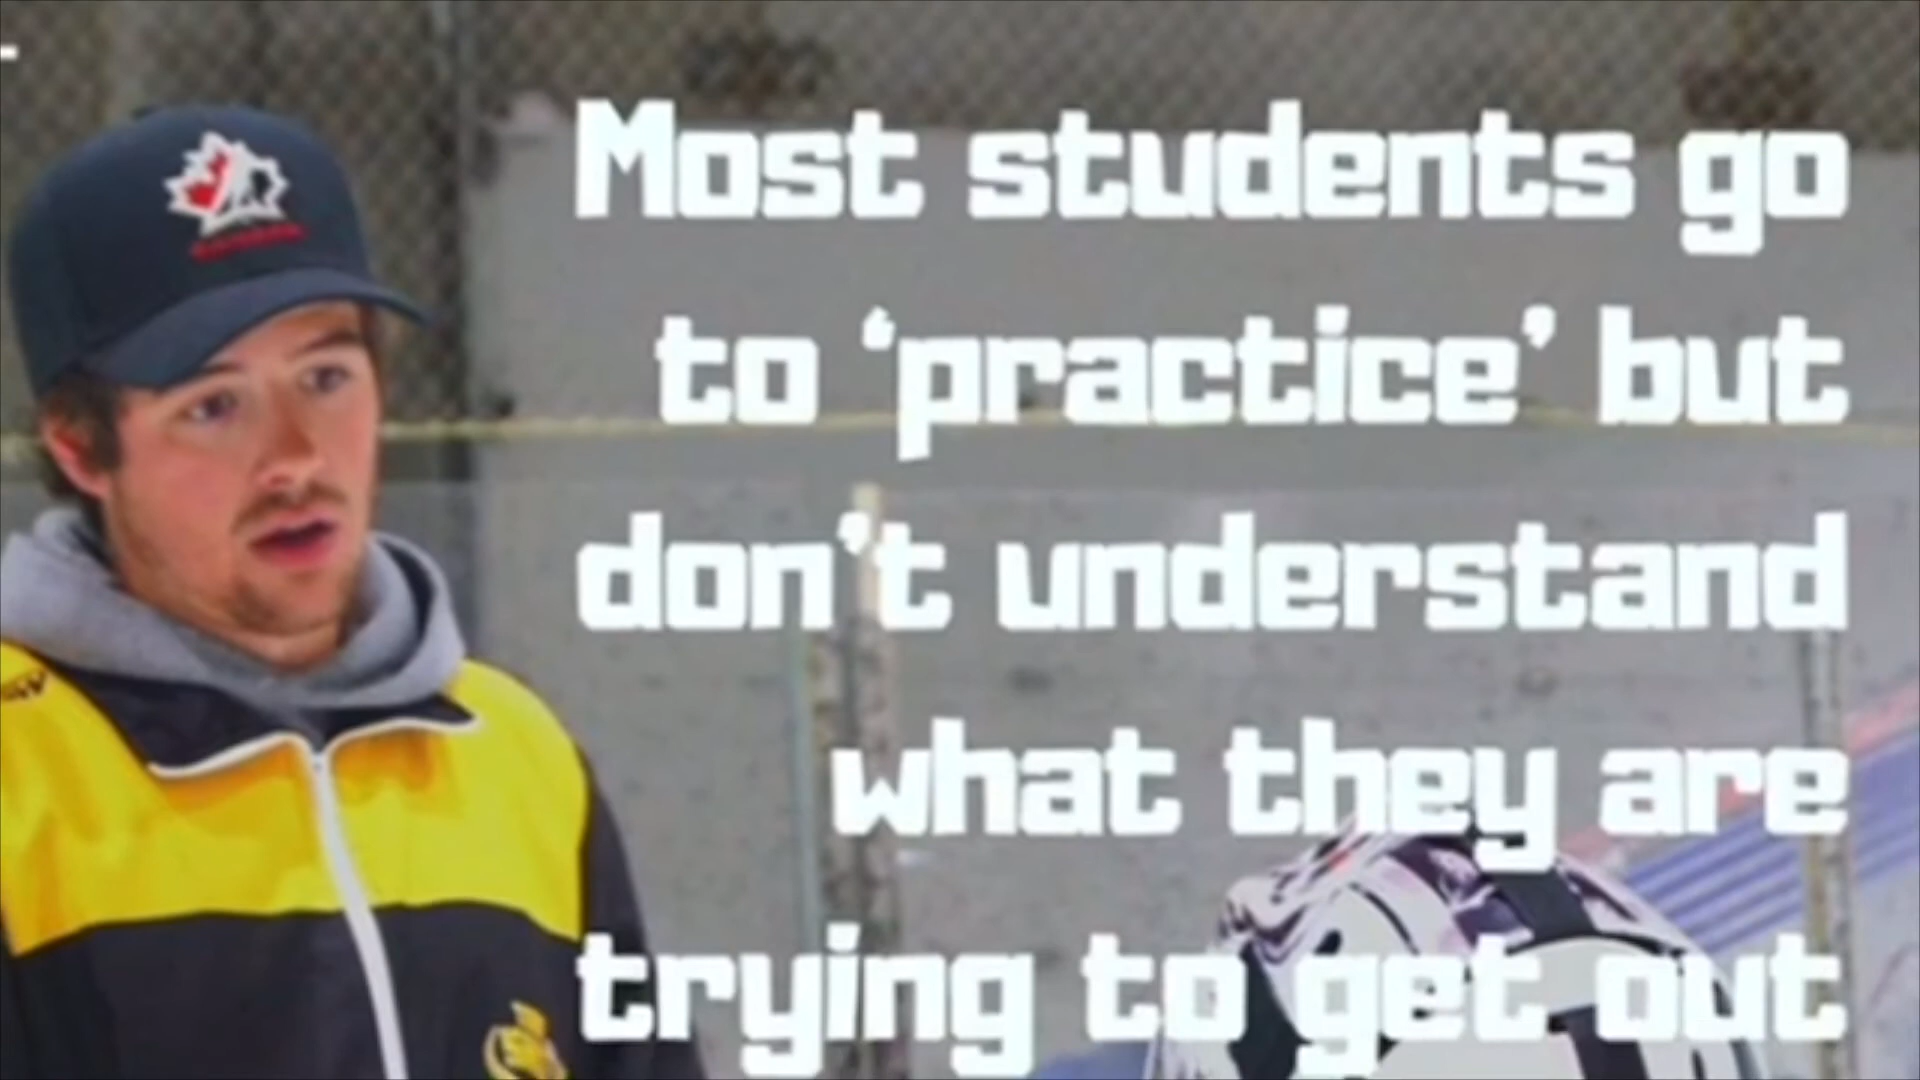 Most students go
to ‘practice’ but
don’t understand
what they are
trying to get out